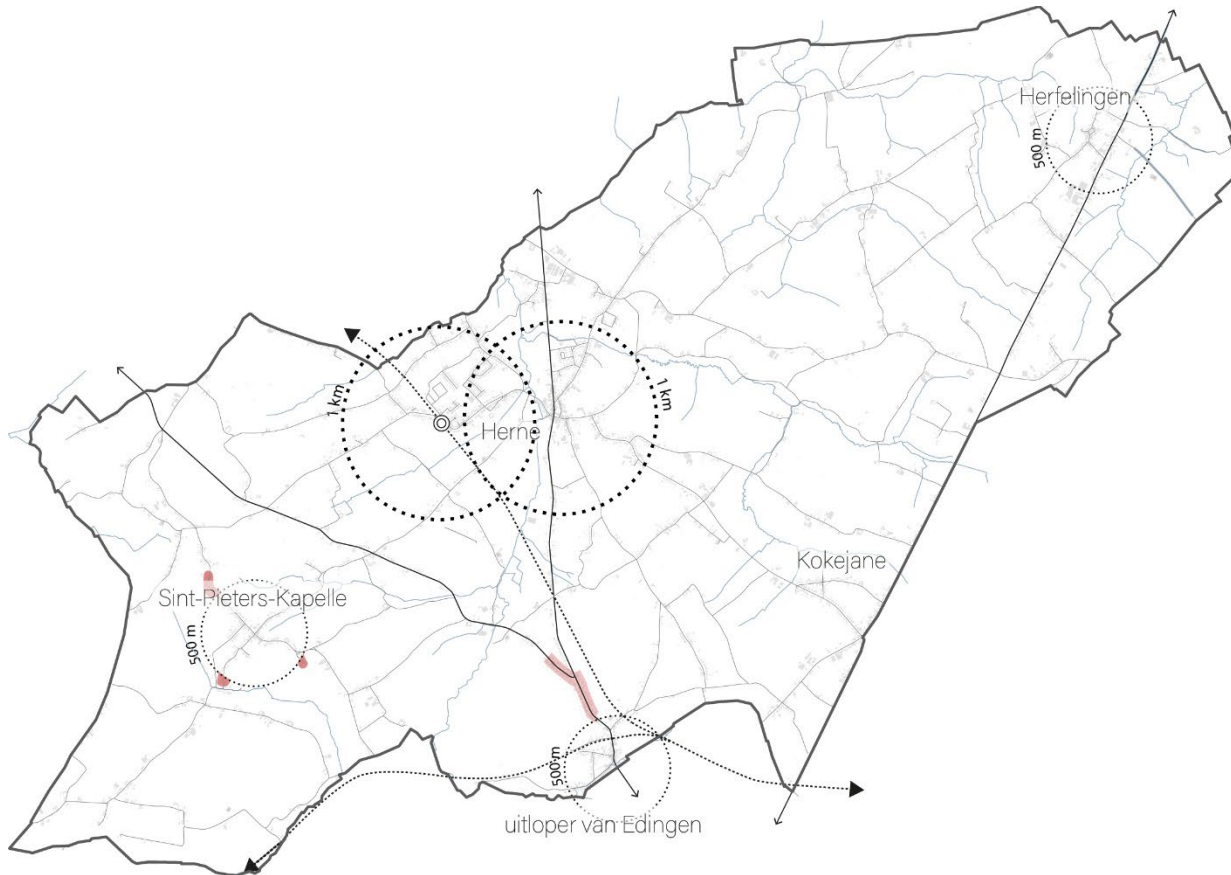 Herfelingen
500 m
1 km
1 km
Herne
Kokejane
Sint-Pieters-Kapelle
500 m
500 m
uitloper van Edingen